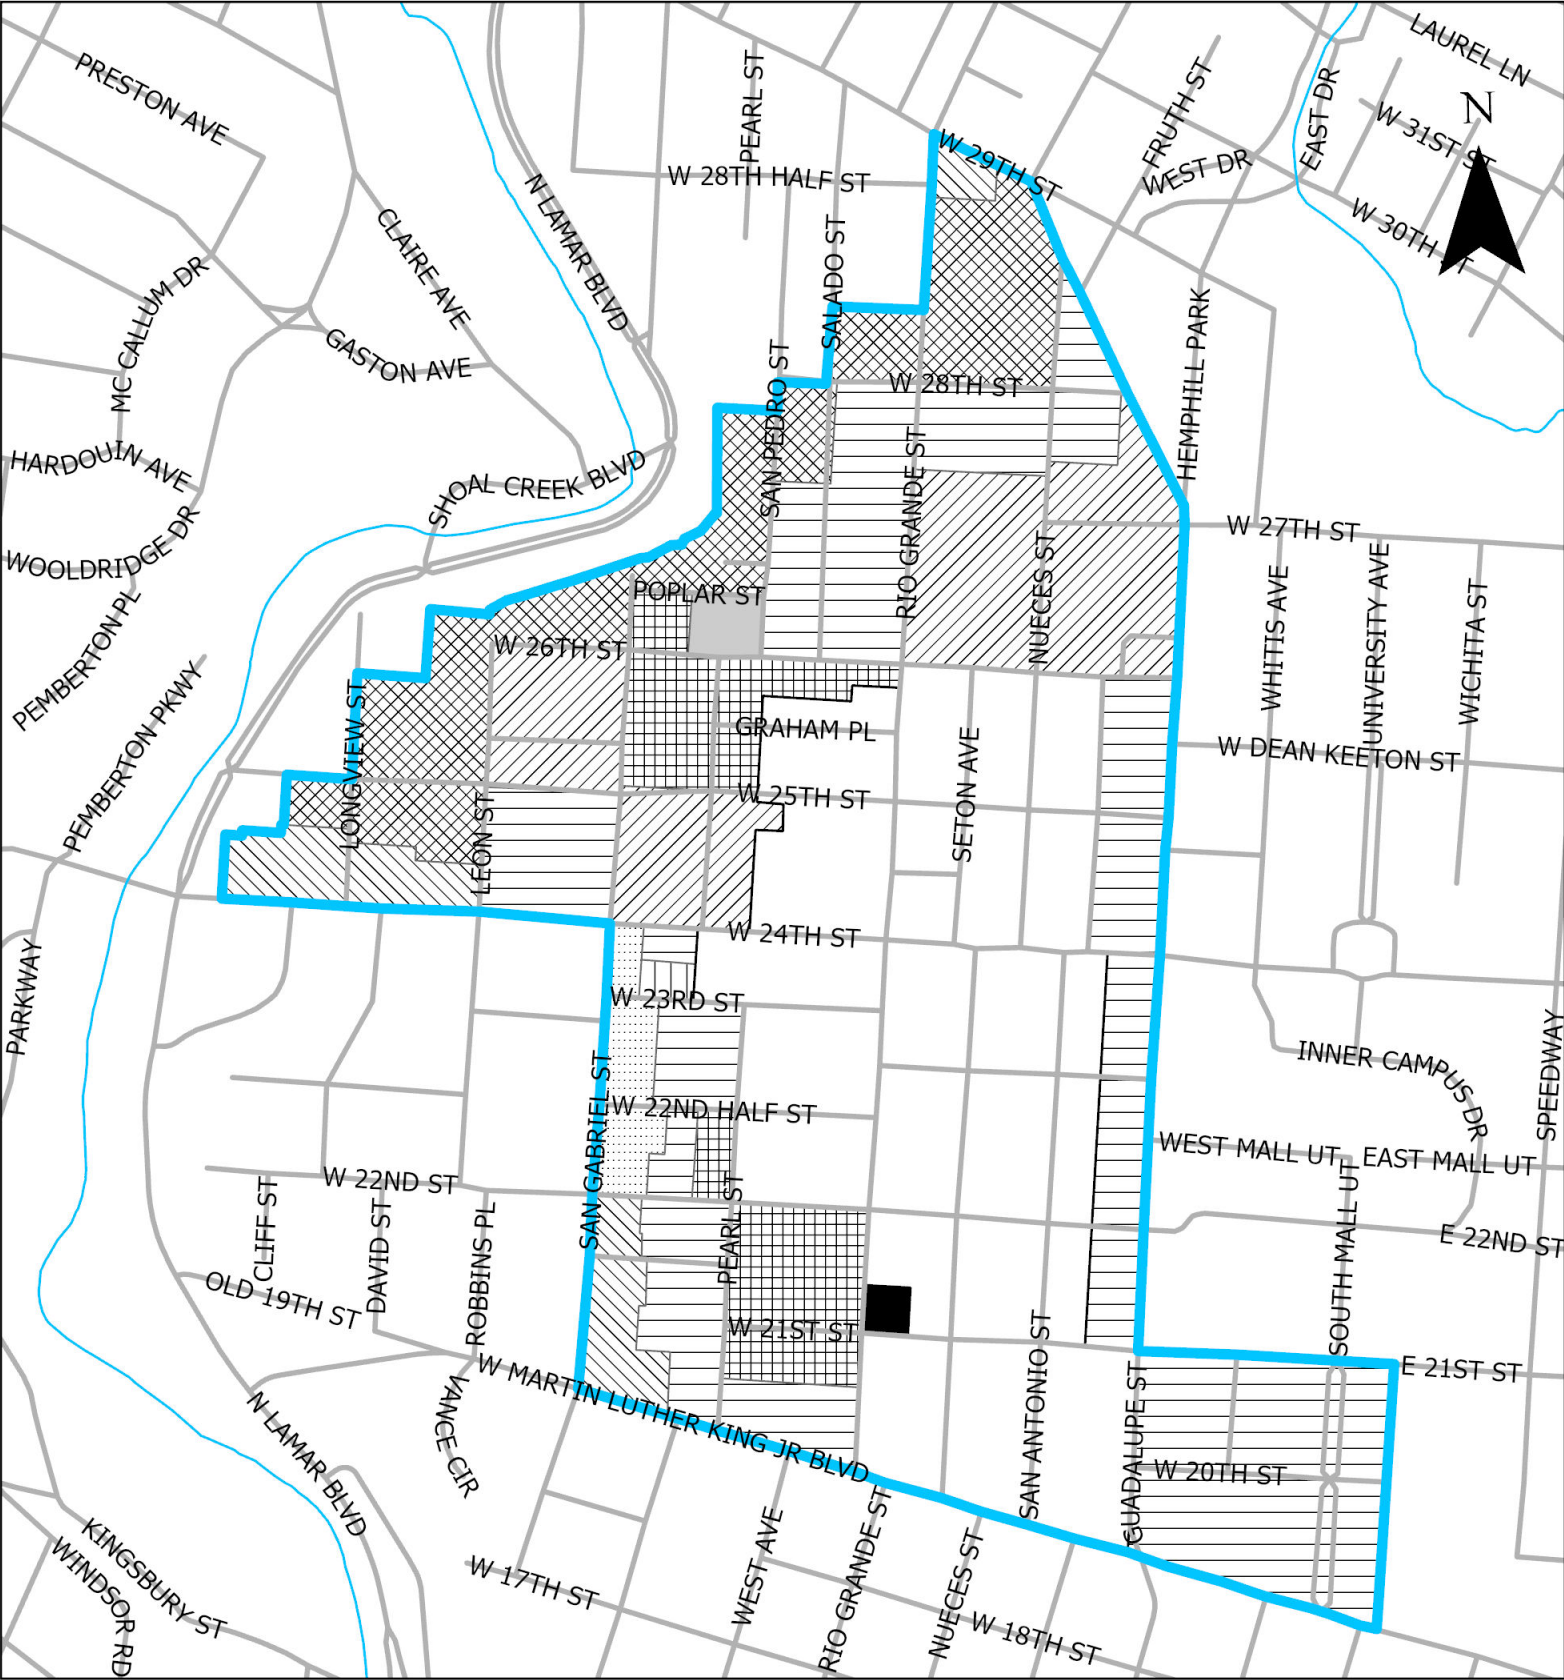 LAUREL LN
PRESTON AVE
PEARL ST
FRUTH ST
EAST DR
N
W 31ST ST
W 29TH ST
WEST DR
W 28TH HALF ST
N LAMAR BLVD
CLAIRE AVE
W 30TH ST
MC CALLUM DR
SALADO ST
HEMPHILL PARK
GASTON AVE
SAN PEDRO ST
W 28TH ST
HARDOUIN AVE
SHOAL CREEK BLVD
RIO GRANDE ST
W 27TH ST
WOOLDRIDGE DR
NUECES ST
WHITIS AVE
UNIVERSITY AVE
WICHITA ST
POPLAR ST
PEMBERTON PL
W 26TH ST
PEMBERTON PKWY
LONGVIEW ST
GRAHAM PL
SETON AVE
W DEAN KEETON ST
W 25TH ST
LEON ST
W 24TH ST
PARKWAY
W 23RD ST
INNER CAMPUS DR
SPEEDWAY
SAN GABRIEL ST
W 22ND HALF ST
WEST MALL UT
EAST MALL UT
W 22ND ST
CLIFF ST
DAVID ST
ROBBINS PL
PEARL ST
SOUTH MALL UT
E 22ND ST
OLD 19TH ST
W 21ST ST
E 21ST ST
W MARTIN LUTHER KING JR BLVD
VANCE CIR
SAN ANTONIO ST
GUADALUPE ST
N LAMAR BLVD
W 20TH ST
KINGSBURY ST
WINDSOR RD
W 17TH ST
WEST AVE
RIO GRANDE ST
NUECES ST
W 18TH ST